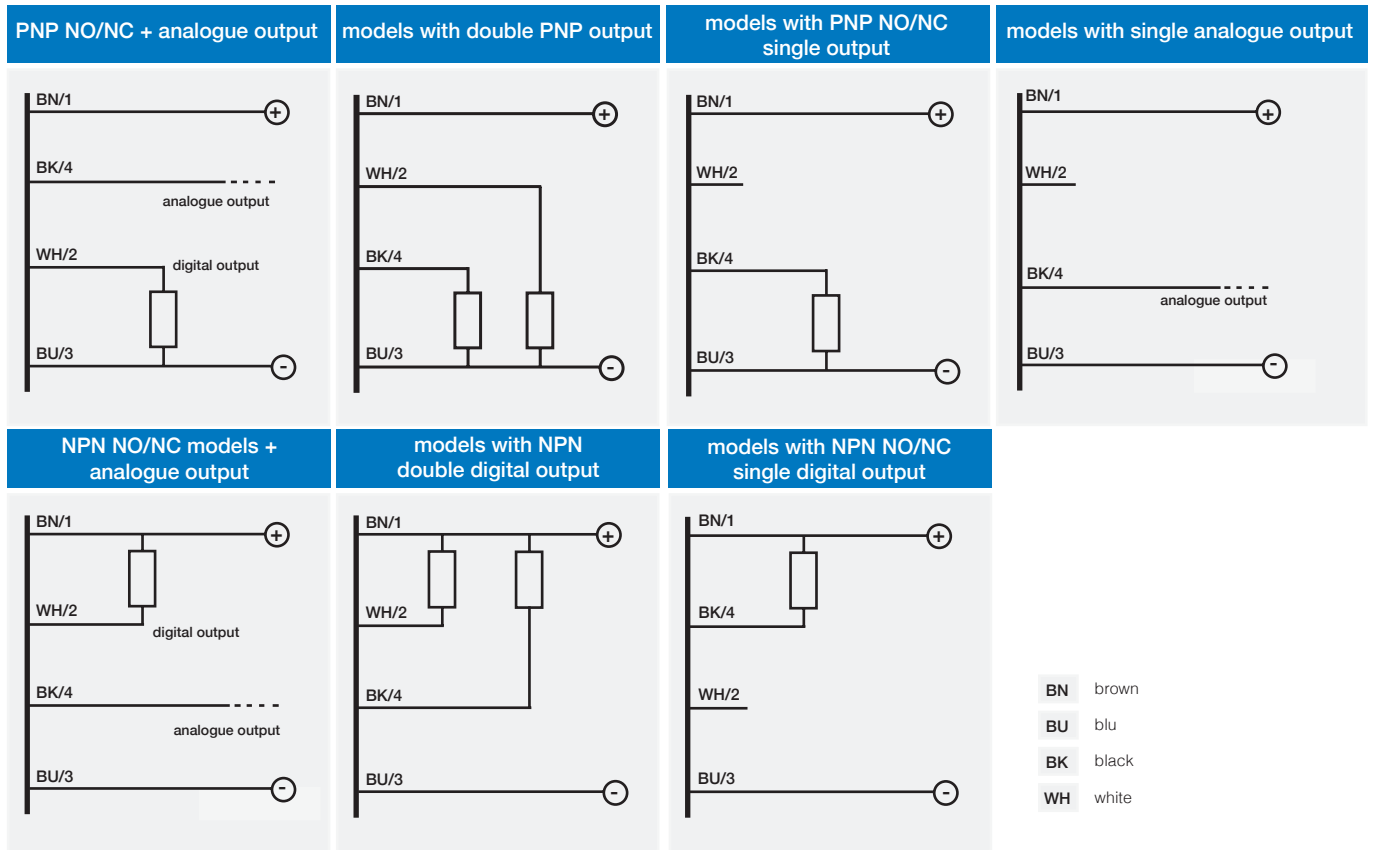 PNP NO/NC + analogue output
BN/1
+
BK/4
analogue output
WH/2
digital output
BU/3
-
models with double PNP output
BN/1
+
WH/2
BK/4
BU/3
-
models with PNP NO/NC
single output
BN/1
+
WH/2
BK/4
BU/3
-
models with single analogue output
BN/1
+
WH/2
BK/4
analogue output
BU/3
-
NPN NO/NC models +
analogue output
BN/1
+
WH/2
digital output
BK/4
analogue output
BU/3
-
models with NPN
double digital output
BN/1
+
WH/2
BK/4
BU/3
-
models with NPN NO/NC
single digital output
BN/1
+
BK/4
WH/2
BU/3
-
BN brown
BU blu
BK black
WH white